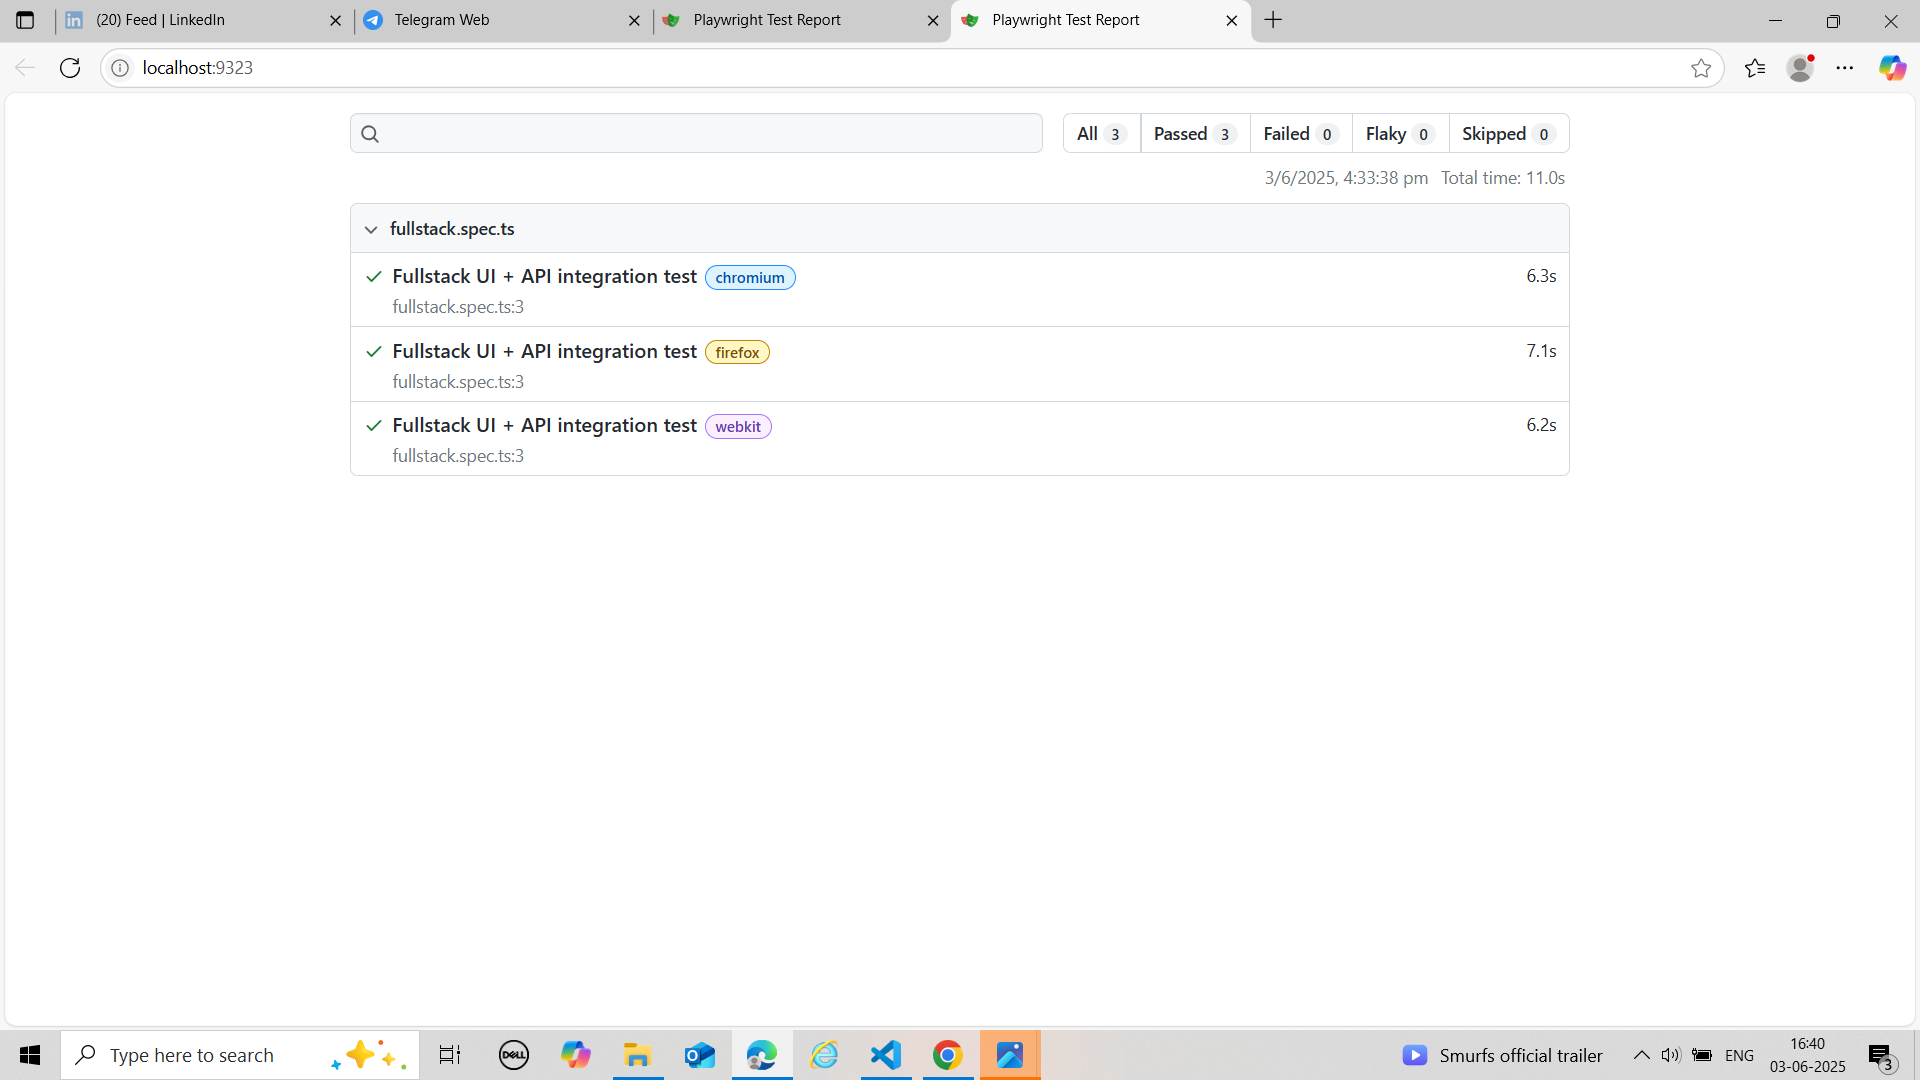 (20) Feed | LinkedIn
Telegram Web
Playwright Test Report
Playwright Test Report
localhost:9323
All 3
Passed 3
Failed 0
Flaky 0
Skipped 0
3/6/2025, 4:33:38 pm Total time: 11.0s
fullstack.spec.ts
Fullstack UI + API integration test chromium 6.3s
fullstack.spec.ts:3
Fullstack UI + API integration test firefox 7.1s
fullstack.spec.ts:3
Fullstack UI + API integration test webkit 6.2s
fullstack.spec.ts:3
Type here to search
DELL
Smurfs official trailer
ENG
16:40
03-06-2025
3